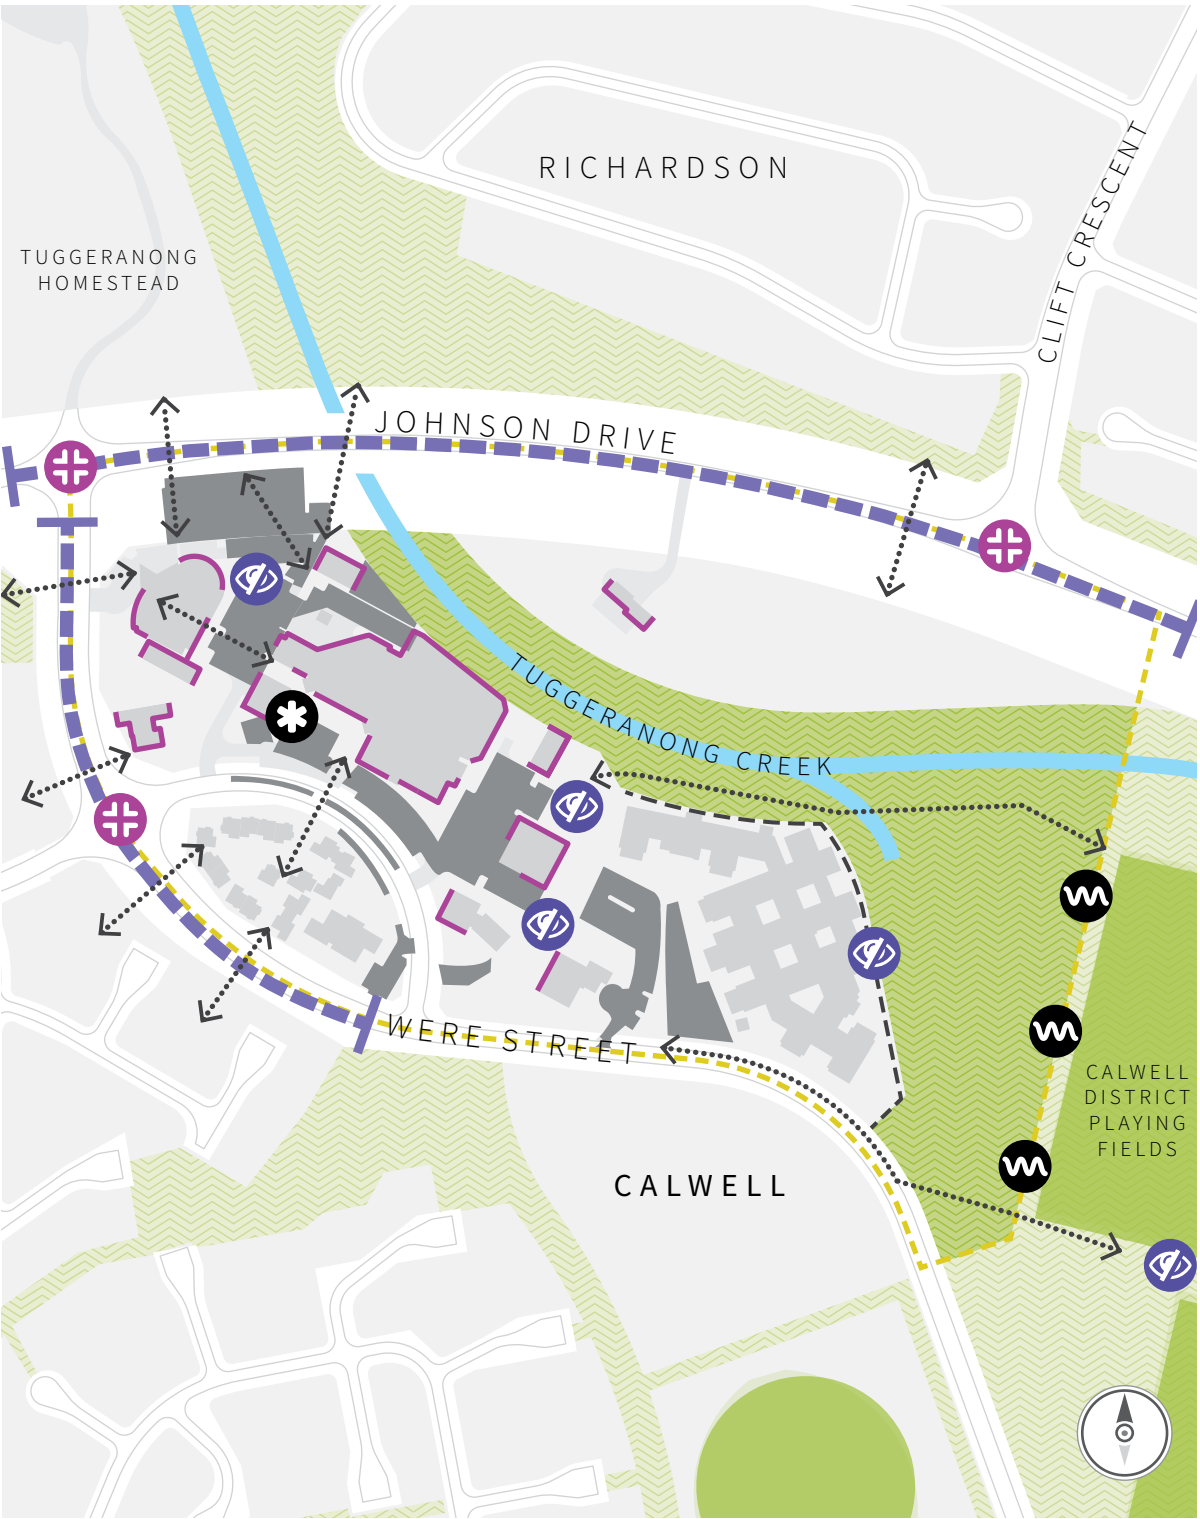 RICHARDSON
CLIFT CRESCENT
TUGGERANONG
HOMESTEAD
JOHNSON DRIVE
TUGGERANONG CREEK
WERE STREET
CALWELL
DISTRICT
PLAYING
FIELDS
CALWELL